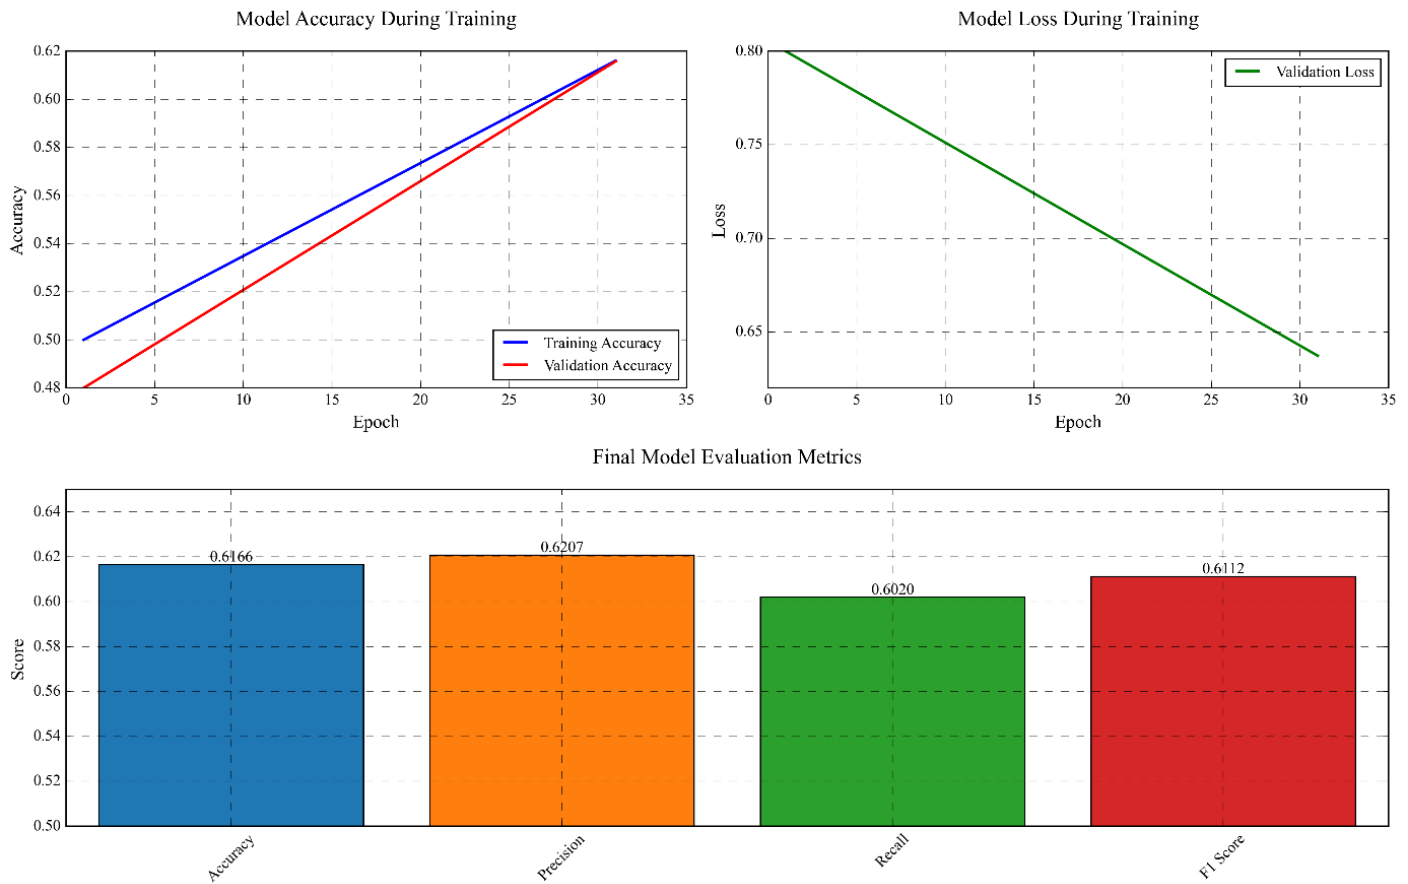 Model Accuracy During Training
0.62
0.60
0.58
0.56
0.54
0.52
0.50
0.48
Accuracy
0 5 10 15 20 25 30 35
Epoch
Training Accuracy
Validation Accuracy
Model Loss During Training
0.80
0.75
0.70
0.65
Loss
0 5 10 15 20 25 30 35
Epoch
Validation Loss
Final Model Evaluation Metrics
0.64
0.62
0.60
0.58
0.56
0.54
0.52
0.50
Score
0.6166
0.6207
0.6020
0.6112
Accuracy
Precision
Recall
F1 Score